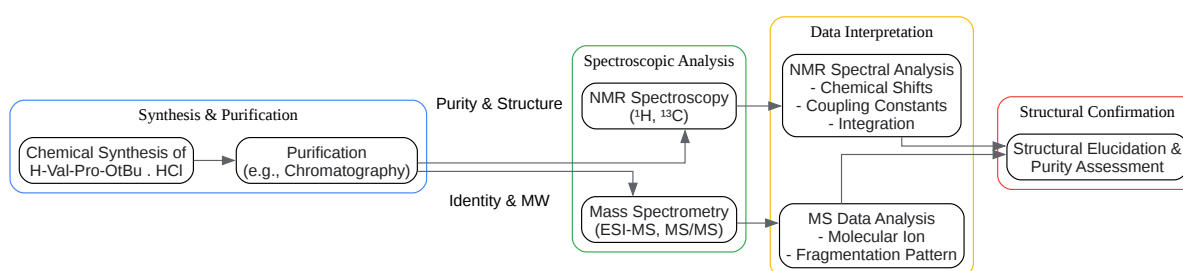 Synthesis & Purification
Chemical Synthesis of
H-Val-Pro-OtBu . HCl
Purification
(e.g., Chromatography)
Purity & Structure
Identity & MW
Spectroscopic Analysis
NMR Spectroscopy
(¹H, ¹³C)
Mass Spectrometry
(ESI-MS, MS/MS)
Data Interpretation
NMR Spectral Analysis
- Chemical Shifts
- Coupling Constants
- Integration
MS Data Analysis
- Molecular Ion
- Fragmentation Pattern
Structural Confirmation
Structural Elucidation &
Purity Assessment